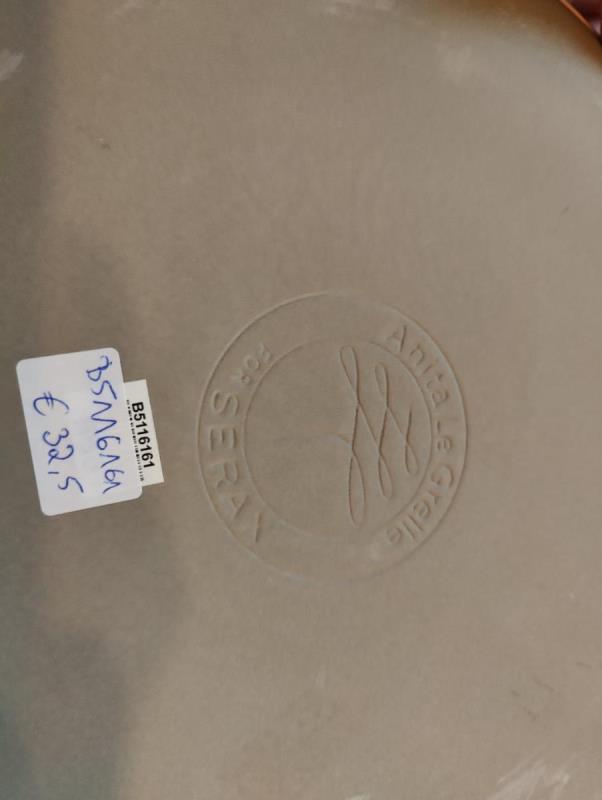 B5116161
€ 32,5
B5116161
Anita Le Grelle
FOR SERAX